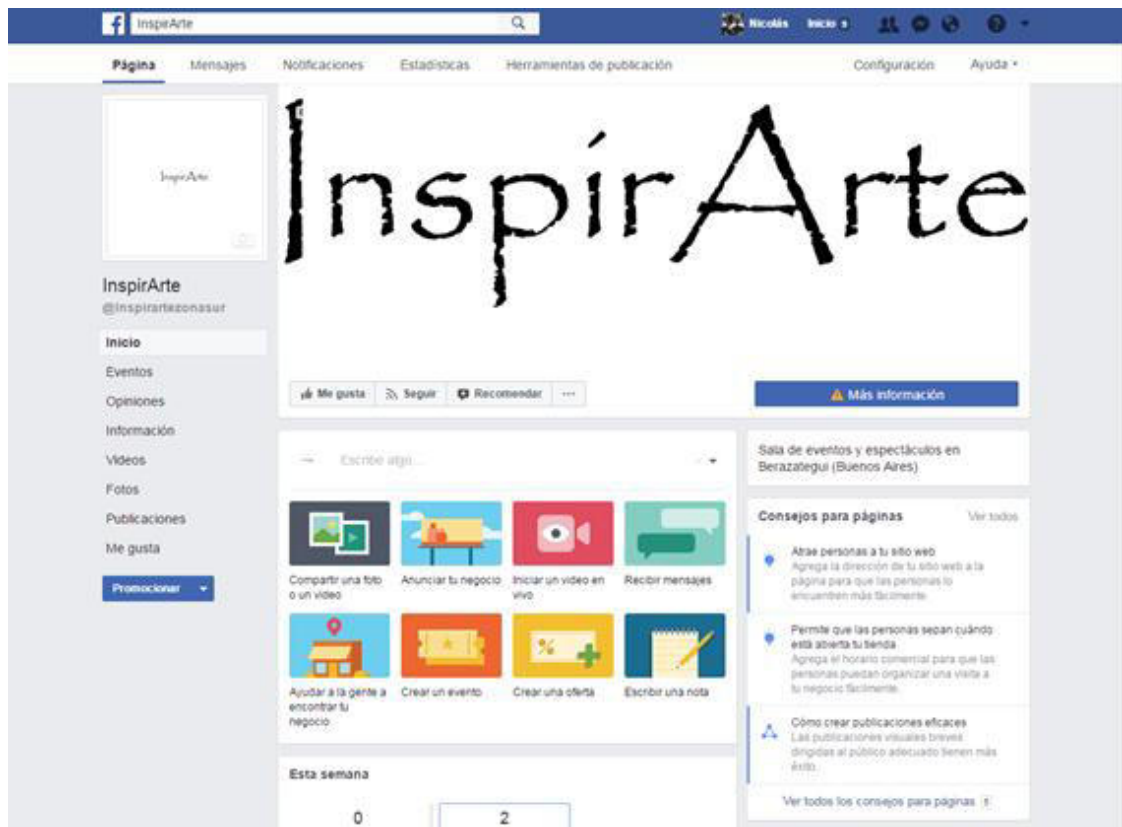 InspirArte
Nicolás Inicio 9
Página Mensajes Notificaciones Estadísticas Herramientas de publicación Configuración Ayuda
InspirArte
InspirArte
InspirArte
@Inspirartezonasur
Inicio
Eventos
Opiniones
Información
Videos
Fotos
Publicaciones
Me gusta
Promocionar
Me gusta Seguir Recomendar ...
Más información
Escribe algo...
Compartir una foto
o un video
Anunciar tu negocio
Iniciar un video en
vivo
Recibir mensajes
Ayudar a la gente a
encontrar tu
negocio
Crear un evento
Crear una oferta
Escribir una nota
Esta semana
0
2
Sala de eventos y espectáculos en
Berazategui (Buenos Aires)
Consejos para páginas Ver todos
Atrae personas a tu sitio web
Agrega la dirección de tu sitio web a la
página para que las personas lo
encuentren más fácilmente.
Permite que las personas sepan cuándo
está abierta tu tienda
Agrega el horario comercial para que las
personas puedan organizar una visita a
tu negocio fácilmente.
Cómo crear publicaciones eficaces
Las publicaciones visuales breves
dirigidas al público adecuado tienen más
éxito.
Ver todos los consejos para páginas